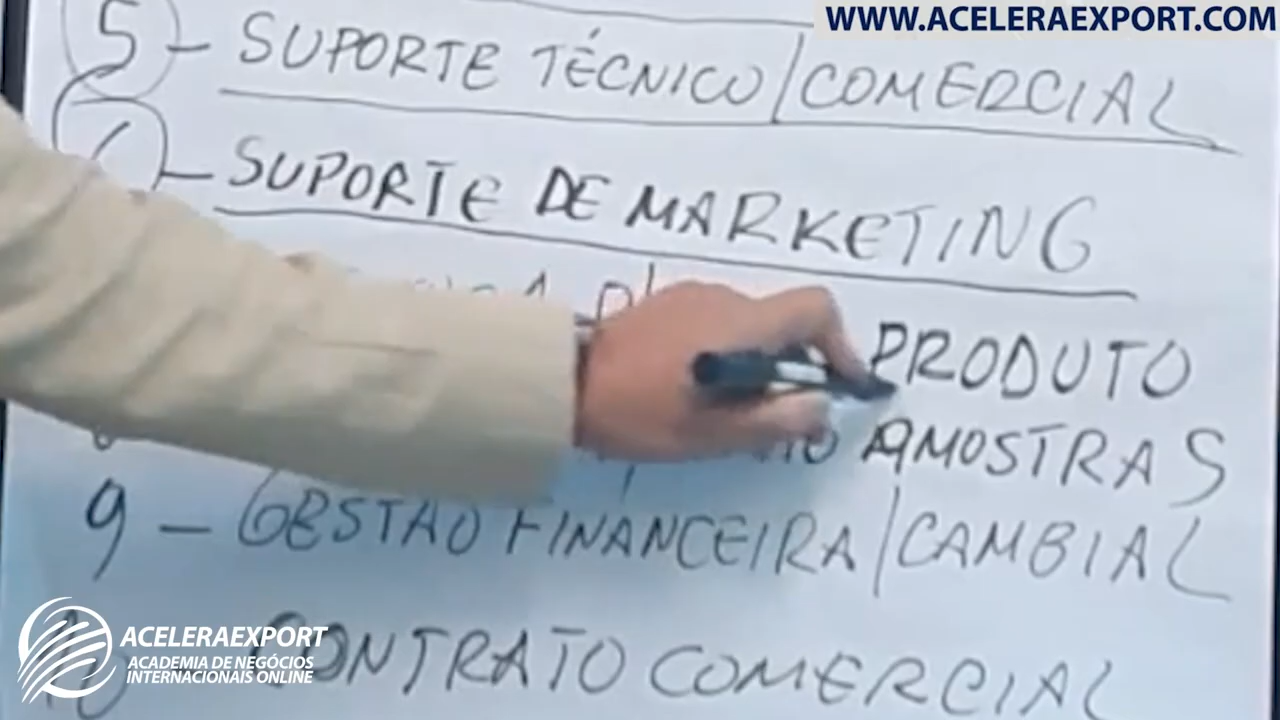 WWW.ACELERAEXPORT.COM
5 - SUPORTE TÉCNICO/COMERCIAL
- SUPORTE DE MARKETING
PRODUTO
AMOSTRAS
9 - GESTÃO FINANCEIRA/CAMBIAL
CONTRATO COMERCIAL
ACELERAEXPORT
ACADEMIA DE NEGÓCIOS
INTERNACIONAIS ONLINE